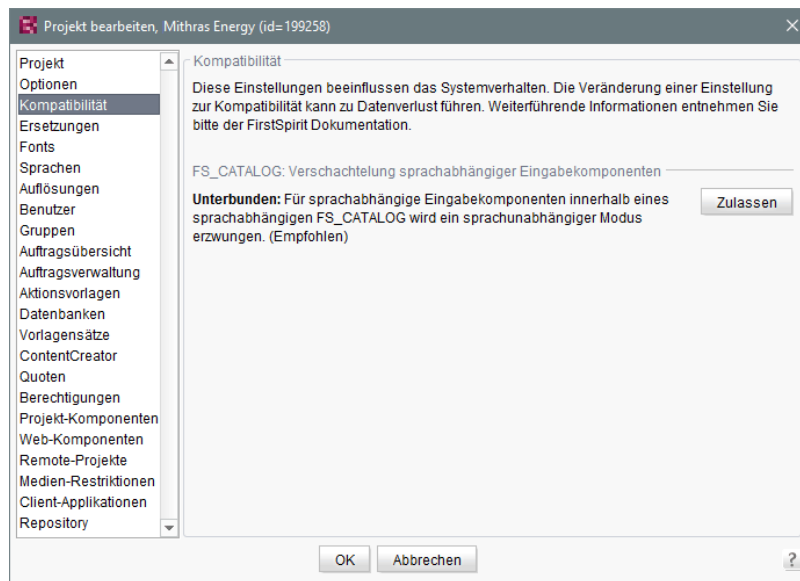 Projekt bearbeiten, Mithras Energy (id=199258)
Projekt
Optionen
Kompatibilität
Ersetzungen
Fonts
Sprachen
Auflösungen
Benutzer
Gruppen
Auftragsübersicht
Auftragsverwaltung
Aktionsvorlagen
Datenbanken
Vorlagensätze
ContentCreator
Quoten
Berechtigungen
Projekt-Komponenten
Web-Komponenten
Remote-Projekte
Medien-Restriktionen
Client-Applikationen
Repository
Kompatibilität
Diese Einstellungen beeinflussen das Systemverhalten. Die Veränderung einer Einstellung
zur Kompatibilität kann zu Datenverlust führen. Weiterführende Informationen entnehmen Sie
bitte der FirstSpirit Dokumentation.
FS_CATALOG: Verschachtelung sprachabhängiger Eingabekomponenten
Unterbunden: Für sprachabhängige Eingabekomponenten innerhalb eines
sprachabhängigen FS_CATALOG wird ein sprachunabhängiger Modus
erzwungen. (Empfohlen)
Zulassen
OK
Abbrechen
?